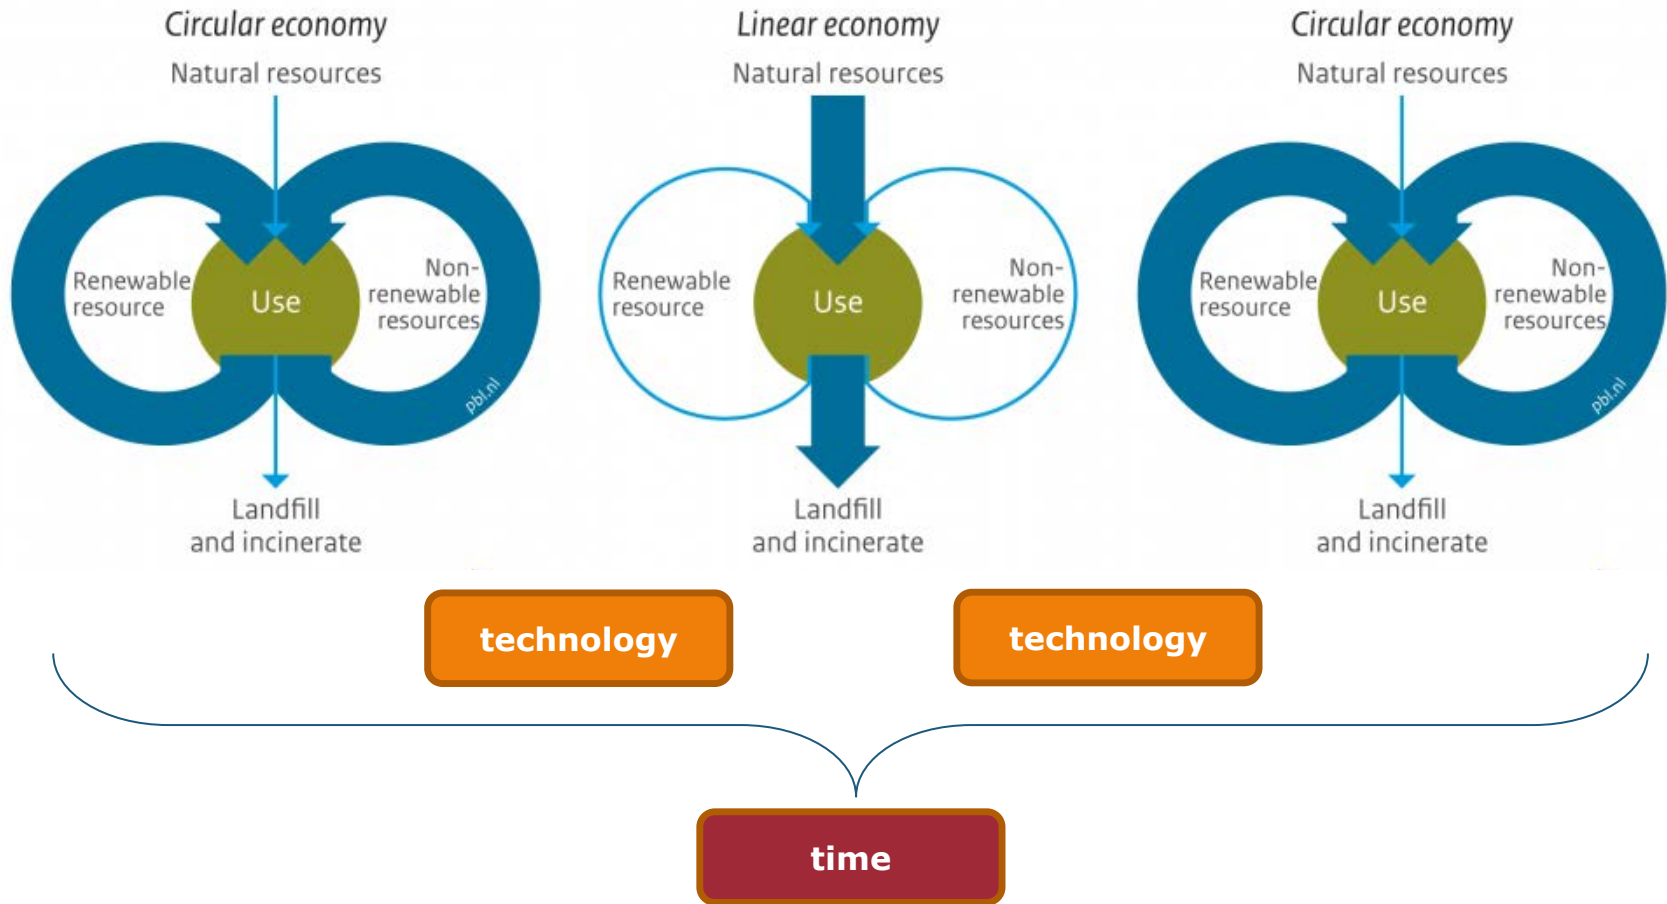 Circular economy
Natural resources
Renewable
resource
Use
Non-
renewable
resources
pbl.nl
Landfill
and incinerate
Linear economy
Natural resources
Renewable
resource
Use
Non-
renewable
resources
Landfill
and incinerate
Circular economy
Natural resources
Renewable
resource
Use
Non-
renewable
resources
pbl.nl
Landfill
and incinerate
technology
technology
time